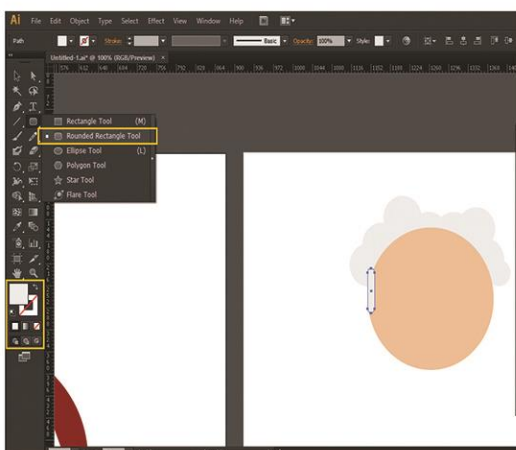 Ai File Edit Object Type Select Effect View Window Help
Path Stroke: Basic Opacity: 100% Style:
Untitled-1.ai* @ 100% (RGB/Preview) ×
Rectangle Tool (M)
Rounded Rectangle Tool
Ellipse Tool (L)
Polygon Tool
Star Tool
Flare Tool